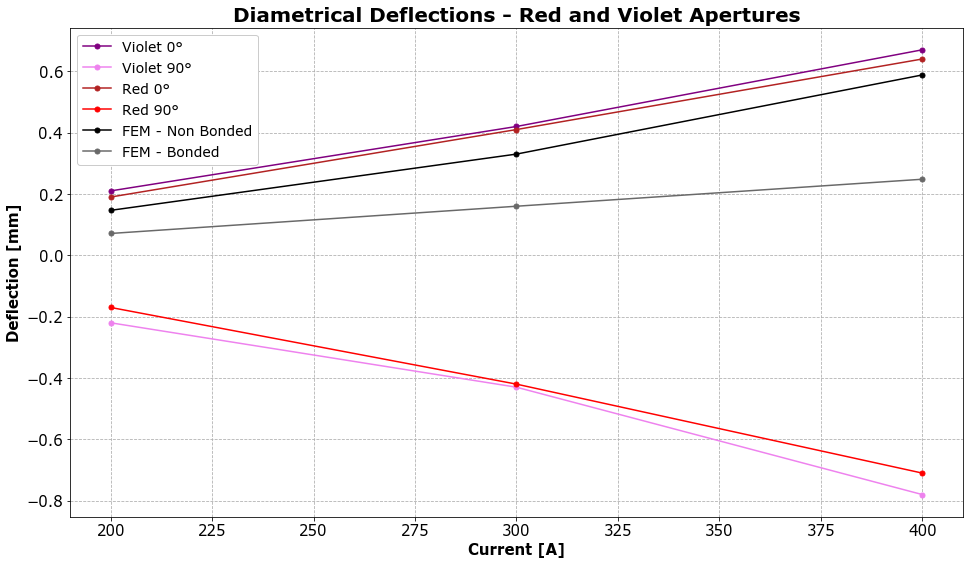 Diametrical Deflections – Red and Violet Apertures
Violet 0°
Violet 90°
Red 0°
Red 90°
FEM - Non Bonded
FEM - Bonded
0.6
0.4
0.2
0.0
−0.2
−0.4
−0.6
−0.8
Deflection [mm]
200 225 250 275 300 325 350 375 400
Current [A]